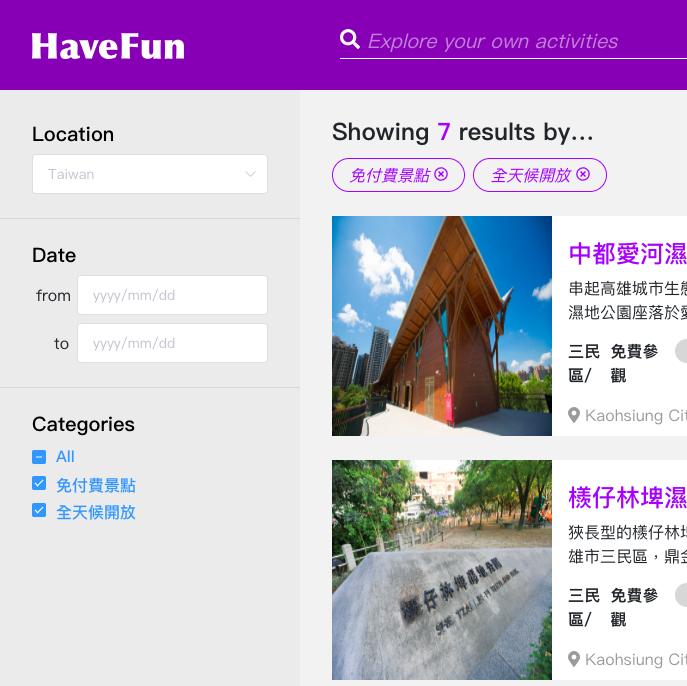 HaveFun
Explore your own activities
Location
Taiwan
Date
from yyyy/mm/dd
to yyyy/mm/dd
Categories
All
免付費景點
全天候開放
Showing 7 results by...
免付費景點 全天候開放
中都愛河濕
串起高雄城市生態
濕地公園座落於愛
三民 免費參
區/ 觀
Kaohsiung Cit
檨仔林埤濕
狹長型的檨仔林埤
雄市三民區，鼎金
三民 免費參
區/ 觀
Kaohsiung Cit
檨仔林埤濕地公園